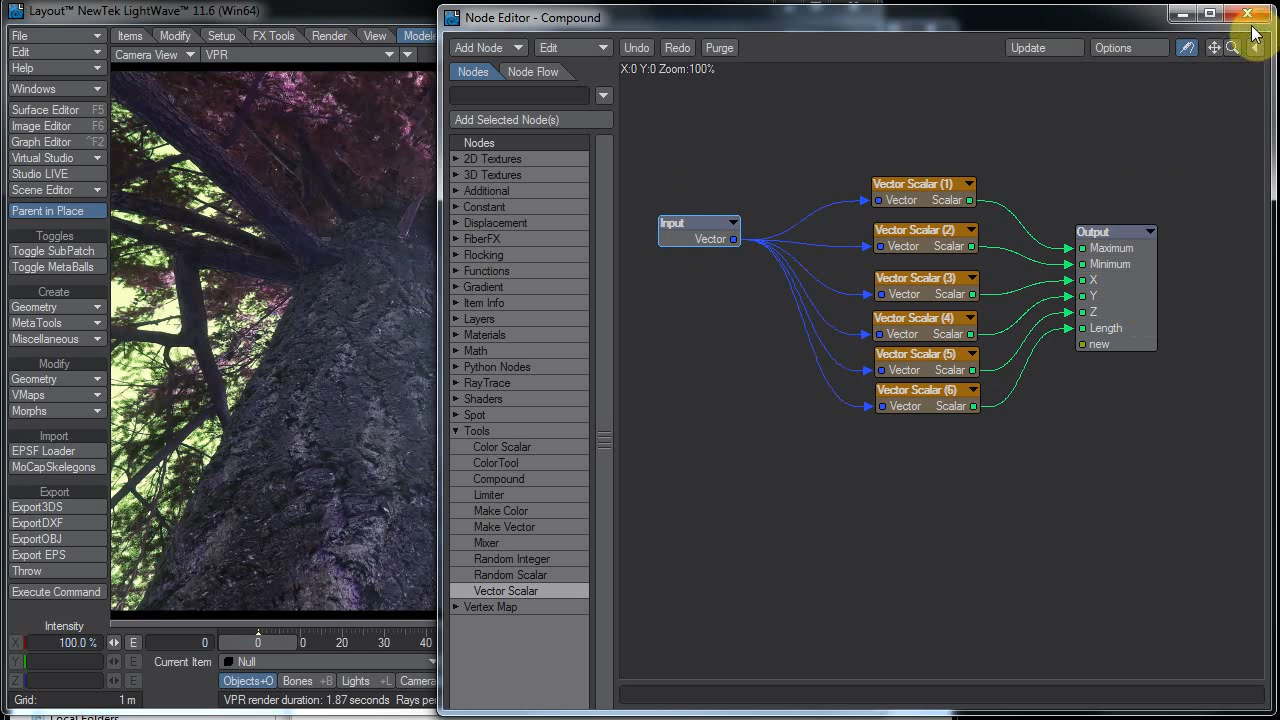 Layout™ NewTek LightWave™ 11.6 (Win64)
File
Edit
Help
Windows
Surface Editor F5
Image Editor F6
Graph Editor ^F2
Virtual Studio
Studio LIVE
Scene Editor
Parent in Place
Toggles
Toggle SubPatch
Toggle MetaBalls
Create
Geometry
MetaTools
Miscellaneous
Modify
Geometry
VMaps
Morphs
Import
EPSF Loader
MoCapSkelegons
Export
Export3DS
ExportDXF
ExportOBJ
Export EPS
Throw
Execute Command
Items Modify Setup FX Tools Render View Modele
Camera View VPR
Intensity
X 100.0 % E
Y E
Z E
Grid: 1 m
0 0 20 30 40
Current Item Null
Objects+O Bones +B Lights +L Camera
VPR render duration: 1.87 seconds Rays pe
Local Folders
Node Editor - Compound
Add Node Edit Undo Redo Purge Update Options
Nodes Node Flow
X:0 Y:0 Zoom:100%
Add Selected Node(s)
Nodes
2D Textures
3D Textures
Additional
Constant
Displacement
FiberFX
Flocking
Functions
Gradient
Item Info
Layers
Materials
Math
Python Nodes
RayTrace
Shaders
Spot
Tools
Color Scalar
ColorTool
Compound
Limiter
Make Color
Make Vector
Mixer
Random Integer
Random Scalar
Vector Scalar
Vertex Map
Input
Vector
Vector Scalar (1)
Vector Scalar
Vector Scalar (2)
Vector Scalar
Vector Scalar (3)
Vector Scalar
Vector Scalar (4)
Vector Scalar
Vector Scalar (5)
Vector Scalar
Vector Scalar (6)
Vector Scalar
Output
Maximum
Minimum
X
Y
Z
Length
new